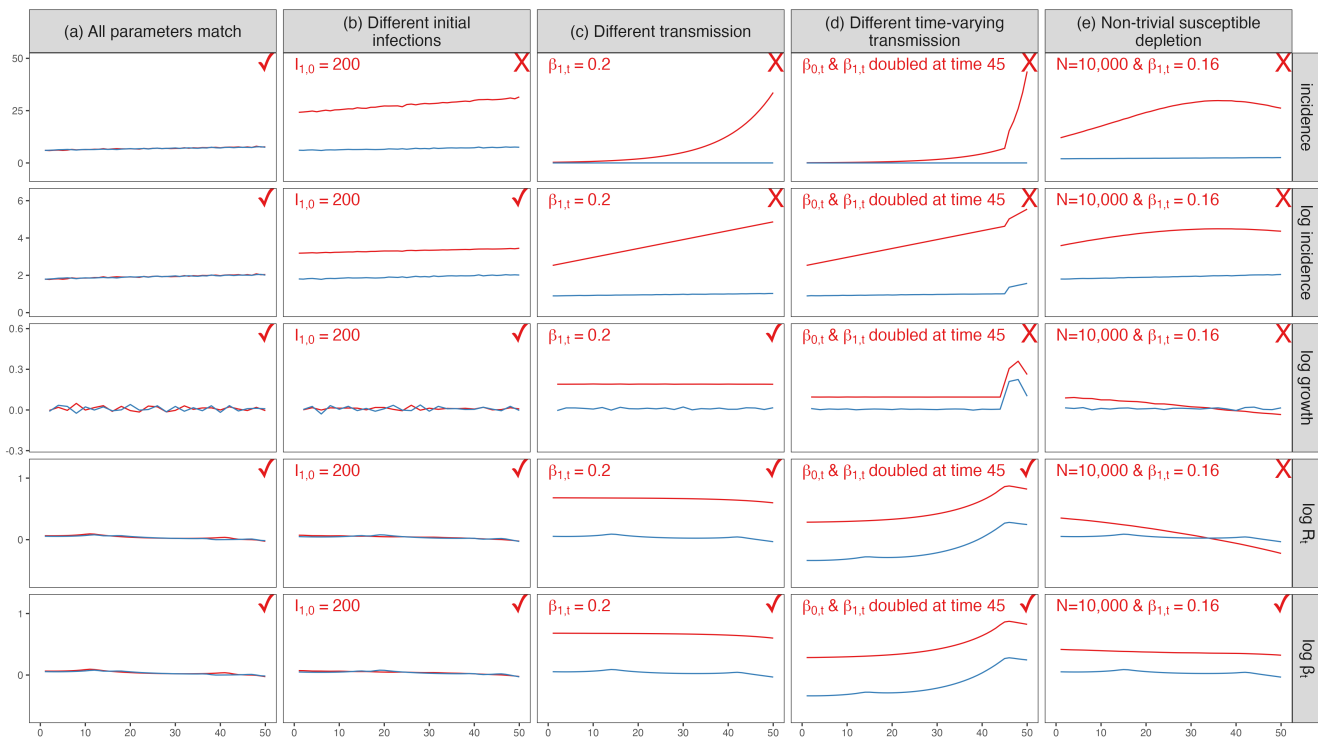 (a) All parameters match
(b) Different initial
infections
(c) Different transmission
(d) Different time-varying
transmission
(e) Non-trivial susceptible
depletion
50
25
0
✓
I1,0 = 200
X
β1,t = 0.2
X
β0,t & β1,t doubled at time 45
X
N=10,000 & β1,t = 0.16
X
incidence
6
4
2
0
✓
I1,0 = 200
✓
β1,t = 0.2
X
β0,t & β1,t doubled at time 45
X
N=10,000 & β1,t = 0.16
X
log incidence
0.6
0.3
0.0
-0.3
✓
I1,0 = 200
✓
β1,t = 0.2
✓
β0,t & β1,t doubled at time 45
X
N=10,000 & β1,t = 0.16
X
log growth
1
0
✓
I1,0 = 200
✓
β1,t = 0.2
✓
β0,t & β1,t doubled at time 45
✓
N=10,000 & β1,t = 0.16
X
log Rt
1
0
✓
I1,0 = 200
✓
β1,t = 0.2
✓
β0,t & β1,t doubled at time 45
✓
N=10,000 & β1,t = 0.16
✓
log βt
0 10 20 30 40 50
0 10 20 30 40 50
0 10 20 30 40 50
0 10 20 30 40 50
0 10 20 30 40 50